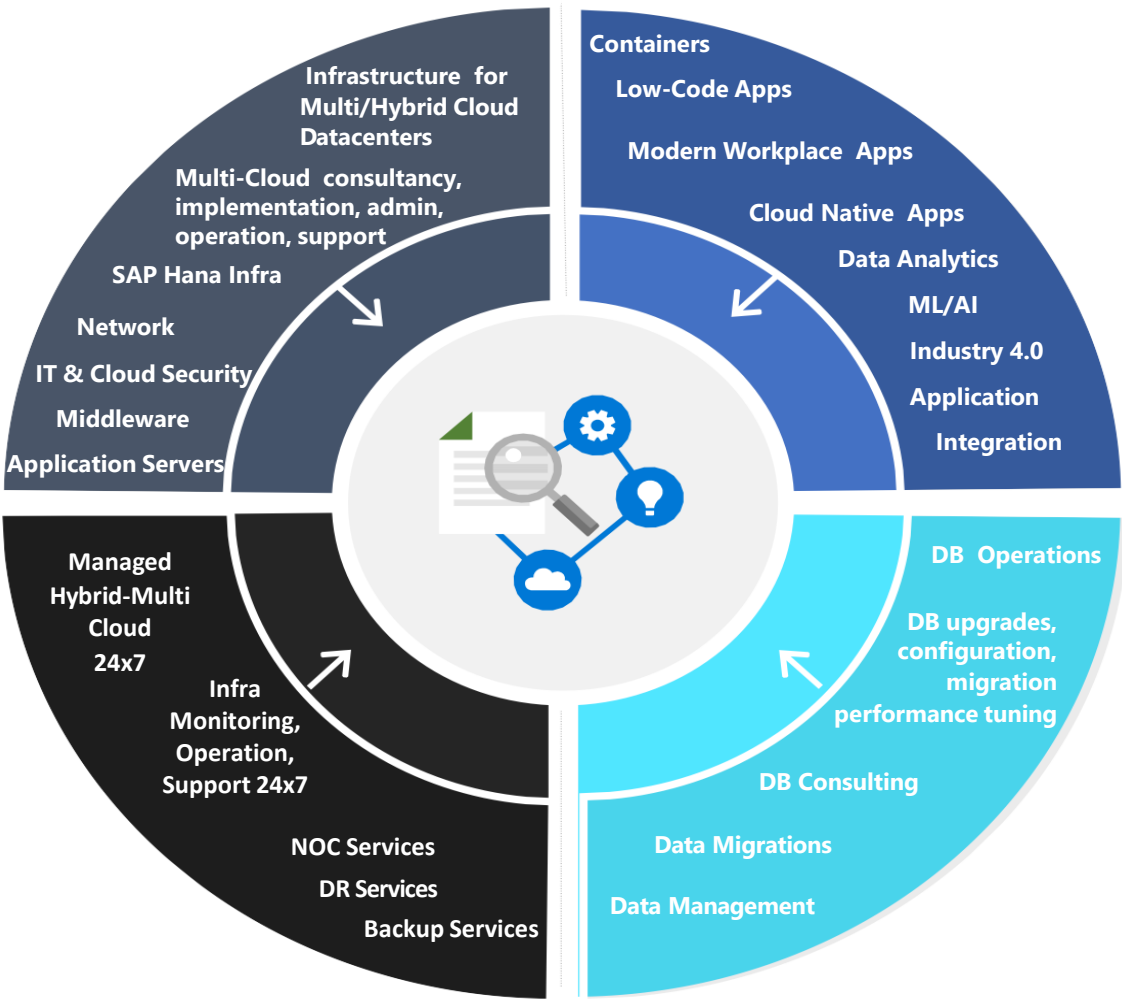 Infrastructure for
Multi/Hybrid Cloud
Datacenters
Multi-Cloud consultancy,
implementation, admin,
operation, support
SAP Hana Infra
Network
IT & Cloud Security
Middleware
Application Servers
Containers
Low-Code Apps
Modern Workplace Apps
Cloud Native Apps
Data Analytics
ML/AI
Industry 4.0
Application
Integration
Managed
Hybrid-Multi
Cloud
24x7
Infra
Monitoring,
Operation,
Support 24x7
NOC Services
DR Services
Backup Services
DB Operations
DB upgrades,
configuration,
migration
performance tuning
DB Consulting
Data Migrations
Data Management